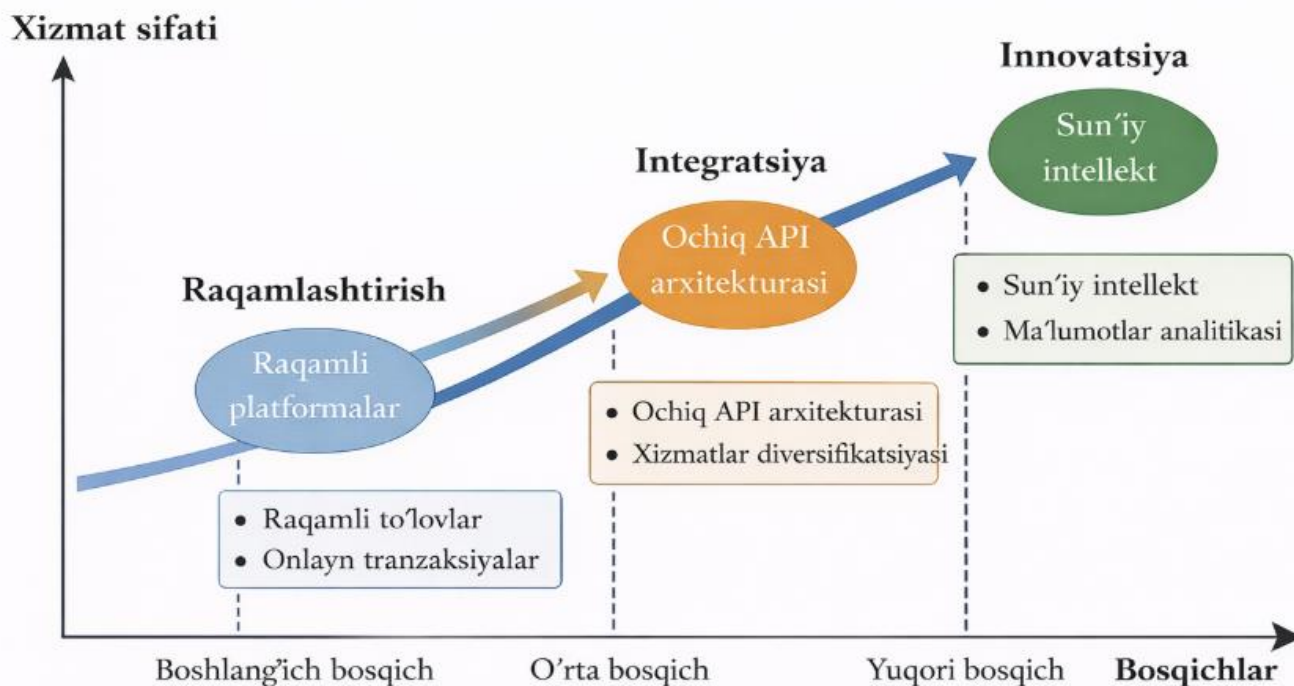 Xizmat sifati
Innovatsiya
Sun'iy
intellekt
Integratsiya
Ochiq API
arxitekturasi
Raqamlashtirish
Raqamli
platformalar
• Sun'iy intellekt
• Ma'lumotlar analitikasi
• Ochiq API arxitekturasi
• Xizmatlar diversifikatsiyasi
• Raqamli to'lovlar
• Onlayn tranzaksiyalar
Boshlang'ich bosqich
O'rta bosqich
Yuqori bosqich
Bosqichlar